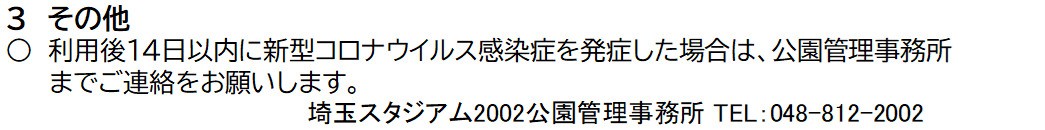 3 その他
〇 利用後14日以内に新型コロナウイルス感染症を発症した場合は、公園管理事務所
までご連絡をお願いします。
埼玉スタジアム2002公園管理事務所 TEL:048-812-2002